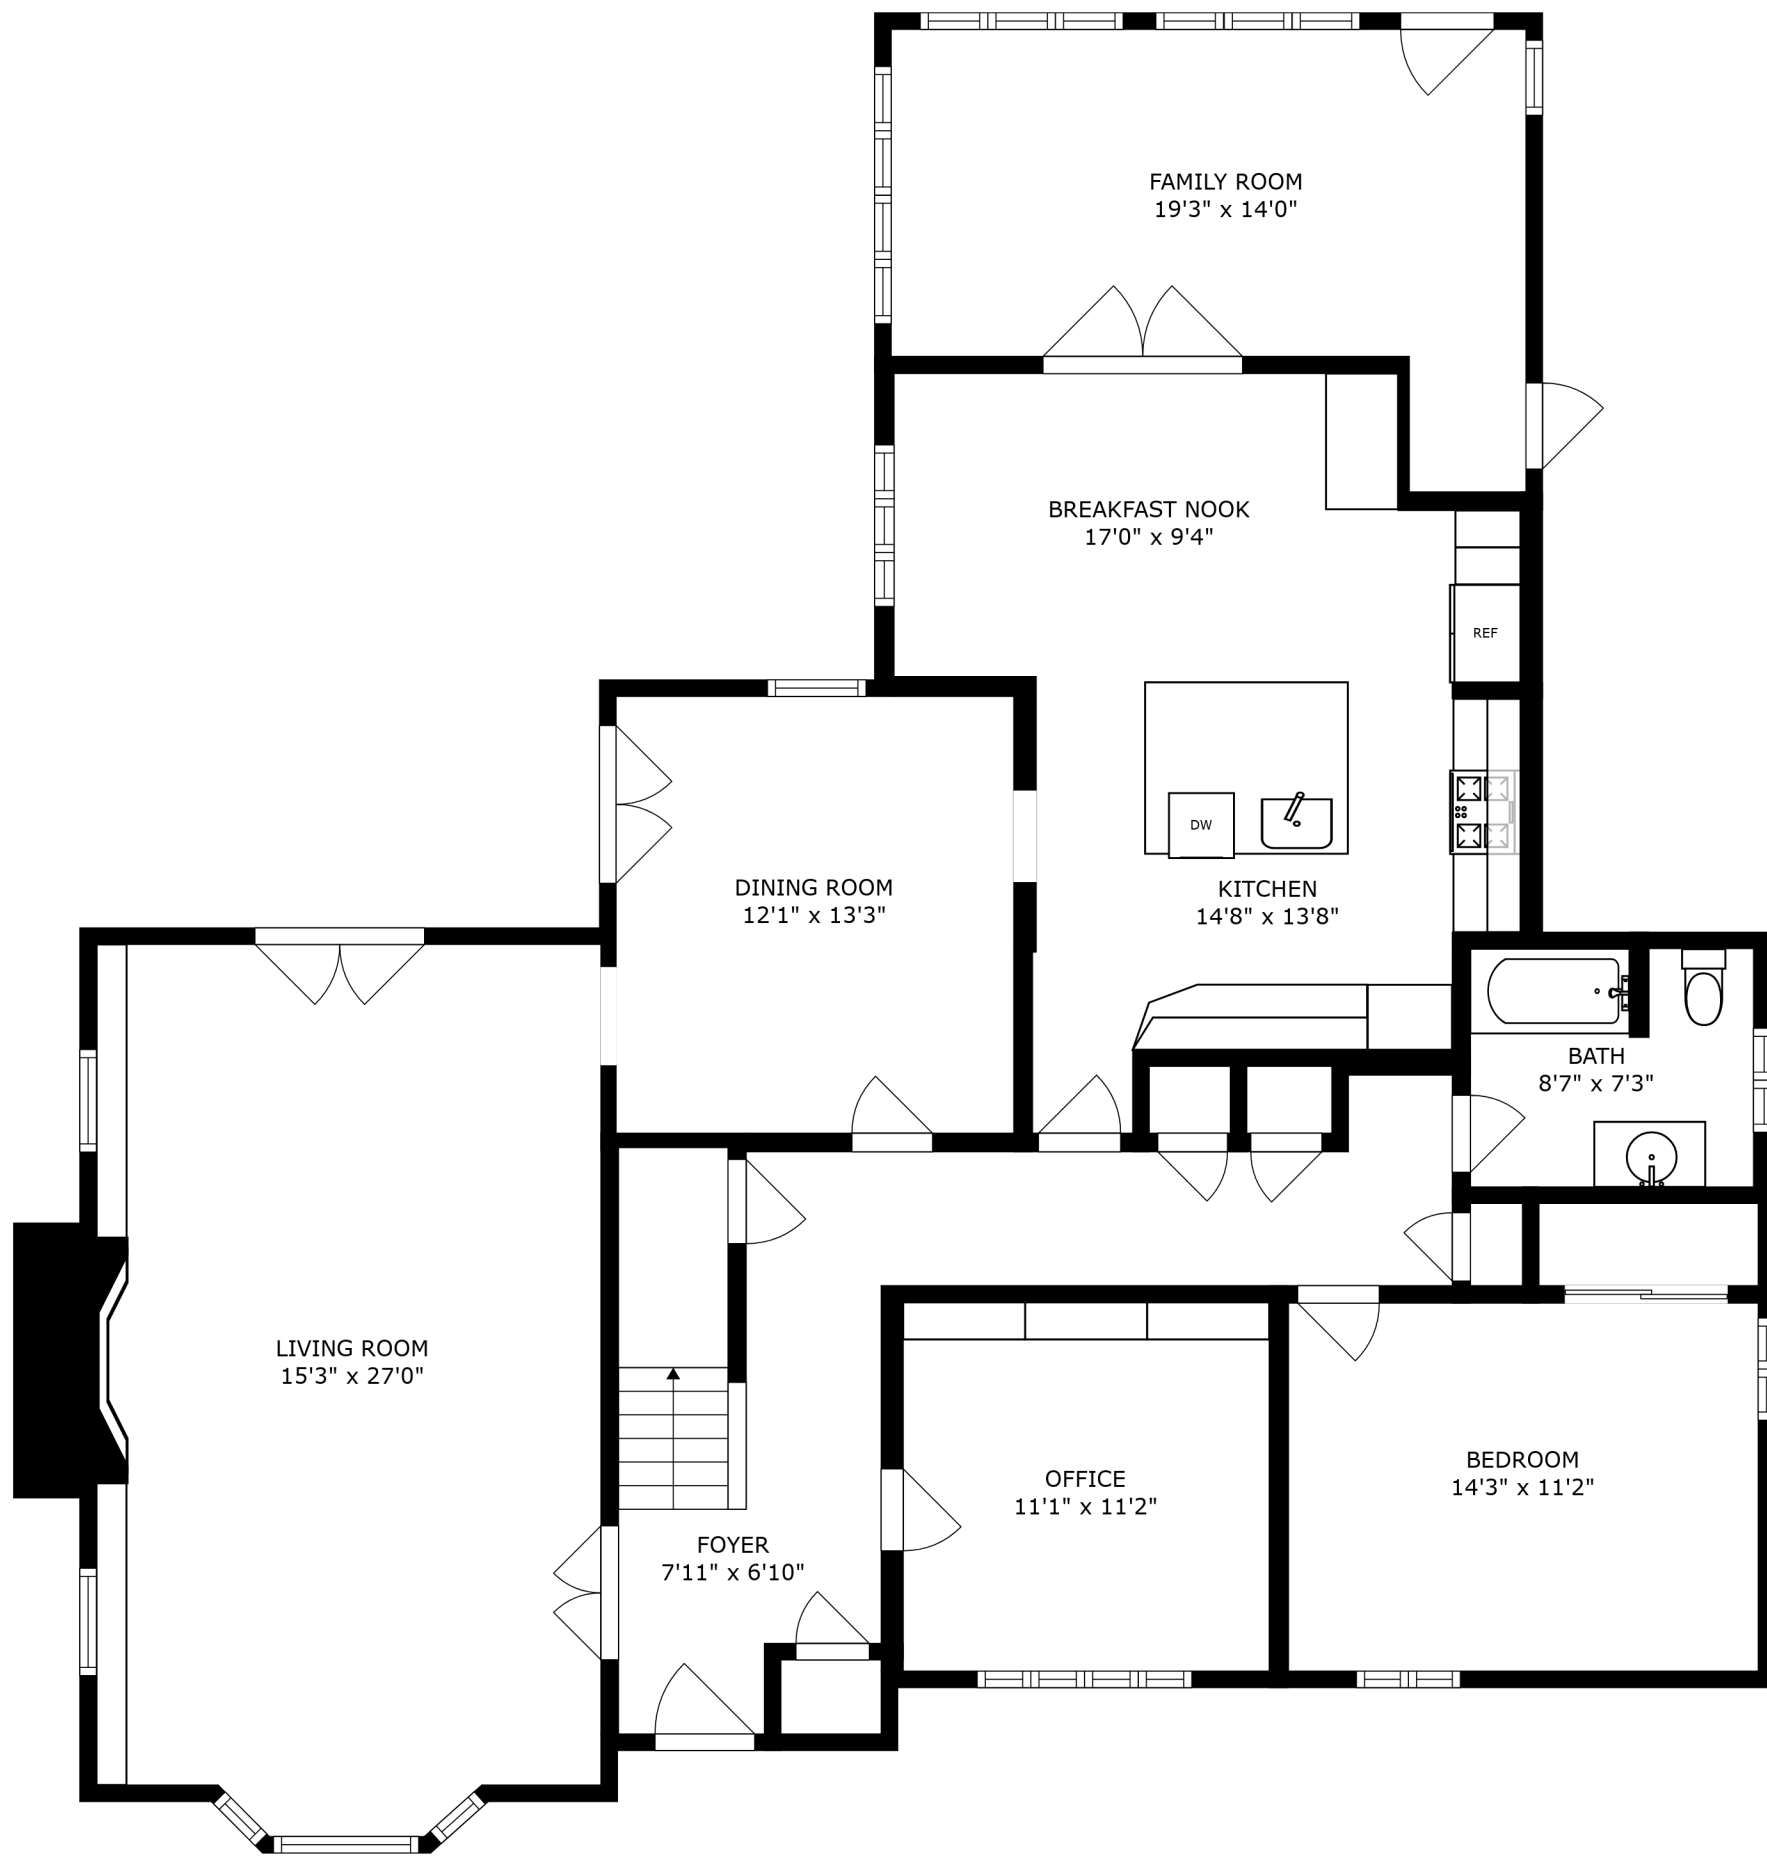 FAMILY ROOM
19'3" x 14'0"
BREAKFAST NOOK
17'0" x 9'4"
REF
DW
DINING ROOM
12'1" x 13'3"
KITCHEN
14'8" x 13'8"
BATH
8'7" x 7'3"
LIVING ROOM
15'3" x 27'0"
BEDROOM
14'3" x 11'2"
OFFICE
11'1" x 11'2"
FOYER
7'11" x 6'10"